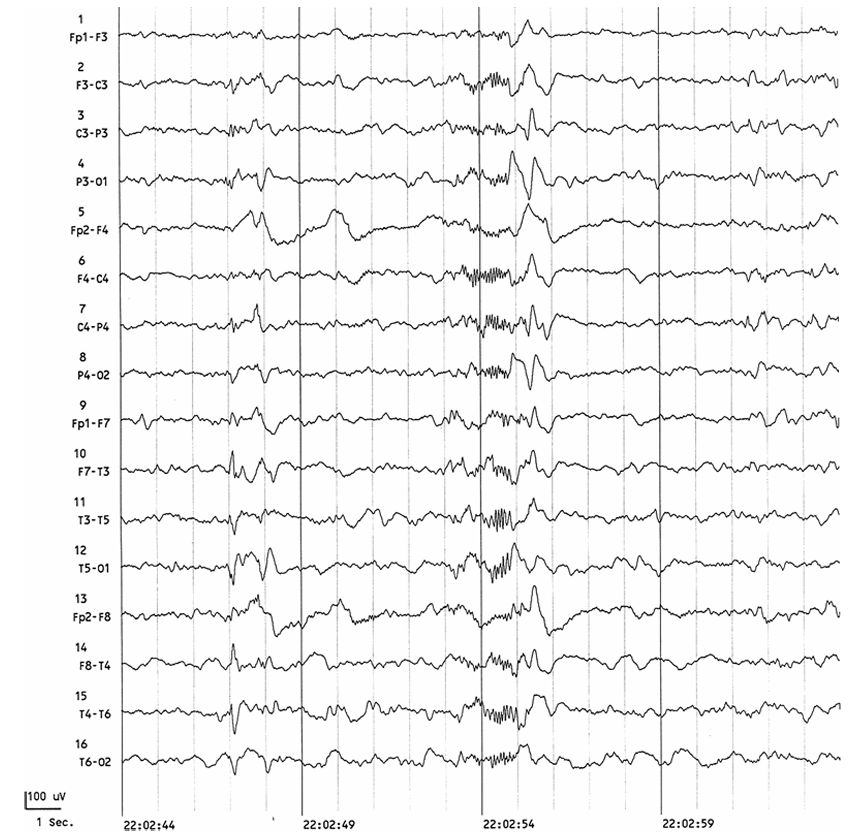 1
Fp1-F3
2
F3-C3
3
C3-P3
4
P3-O1
5
Fp2-F4
6
F4-C4
7
C4-P4
8
P4-O2
9
Fp1-F7
10
F7-T3
11
T3-T5
12
T5-O1
13
Fp2-F8
14
F8-T4
15
T4-T6
16
T6-O2
100 uV
1 Sec.
22:02:44
22:02:49
22:02:54
22:02:59